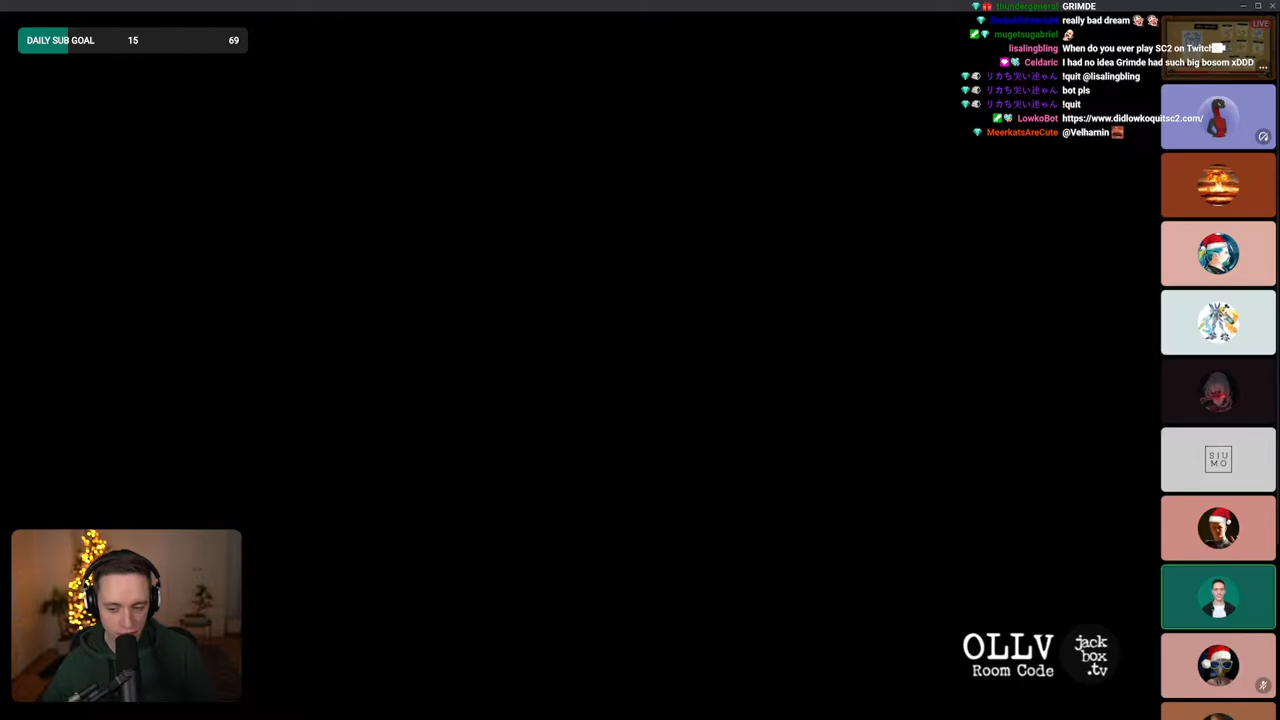 DAILY SUB GOAL 15 69
thundergeneral GRIMDE
really bad dream
mugetsugabriel
lisalingbling When do you ever play SC2 on Twitch
Celdaric I had no idea Grimde had such big bosom xDDD
!quit @lisalingbling
bot pls
!quit
LowkoBot https://www.didlowkoquitsc2.com/
MeerkatsAreCute @Velharnin
LIVE
SIU
MO
OLLV
Room Code
jack
box
.tv